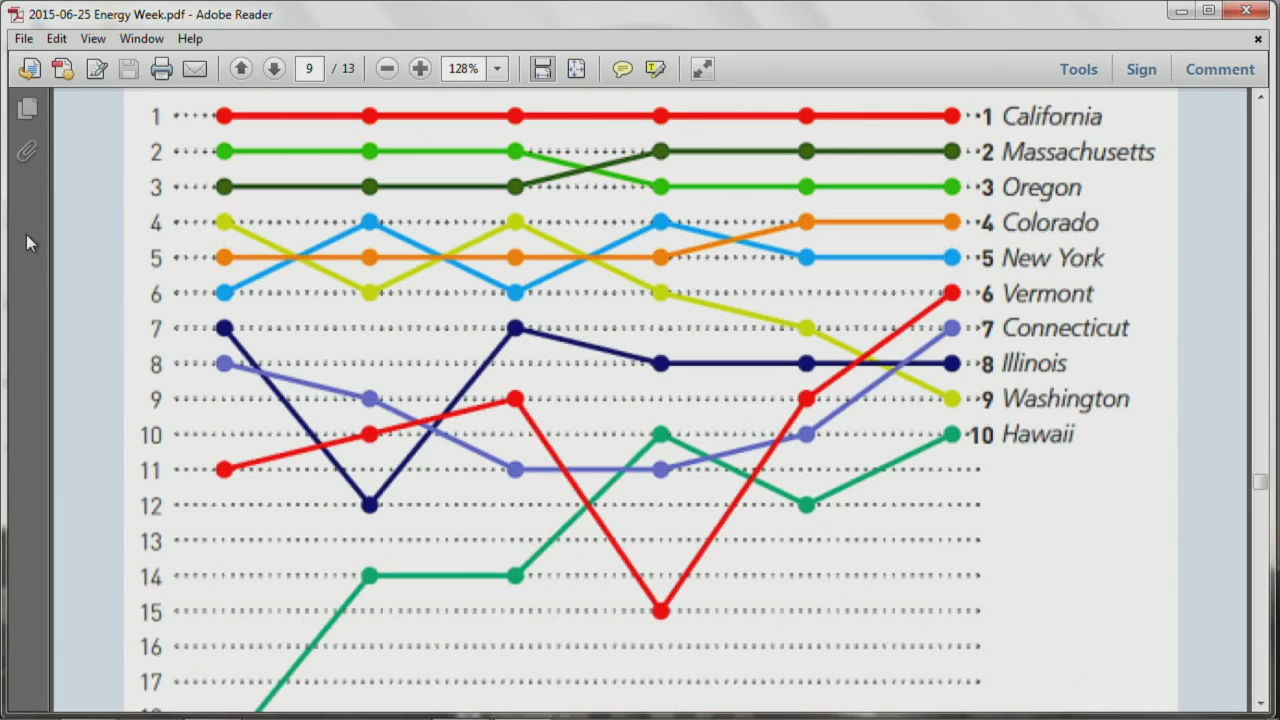 2015-06-25 Energy Week.pdf - Adobe Reader
File Edit View Window Help
9 / 13 128% Tools Sign Comment
1 1 California
2 2 Massachusetts
3 3 Oregon
4 4 Colorado
5 5 New York
6 6 Vermont
7 7 Connecticut
8 8 Illinois
9 9 Washington
10 10 Hawaii
11
12
13
14
15
16
17